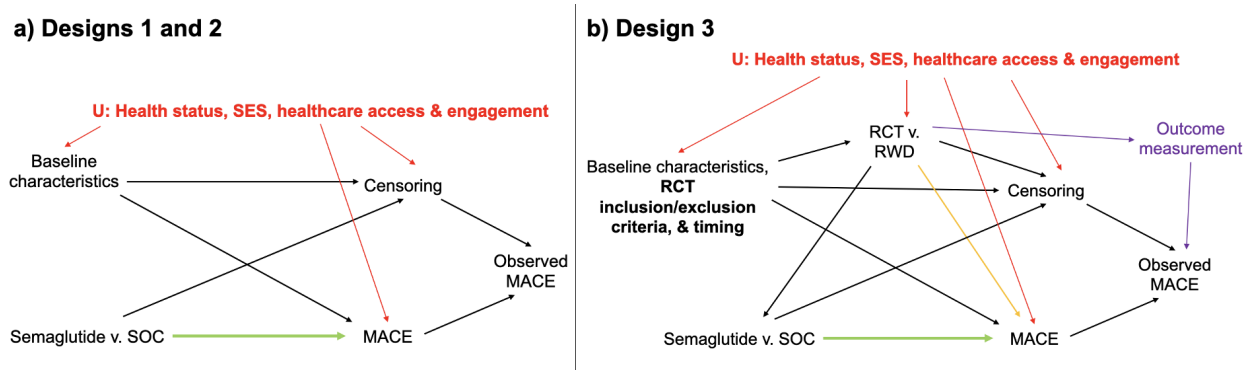 a) Designs 1 and 2
U: Health status, SES, healthcare access & engagement
Baseline
characteristics
Censoring
Observed
MACE
Semaglutide v. SOC
MACE
b) Design 3
U: Health status, SES, healthcare access & engagement
RCT v.
RWD
Outcome
measurement
Baseline characteristics,
RCT
inclusion/exclusion
criteria, & timing
Censoring
Observed
MACE
Semaglutide v. SOC
MACE